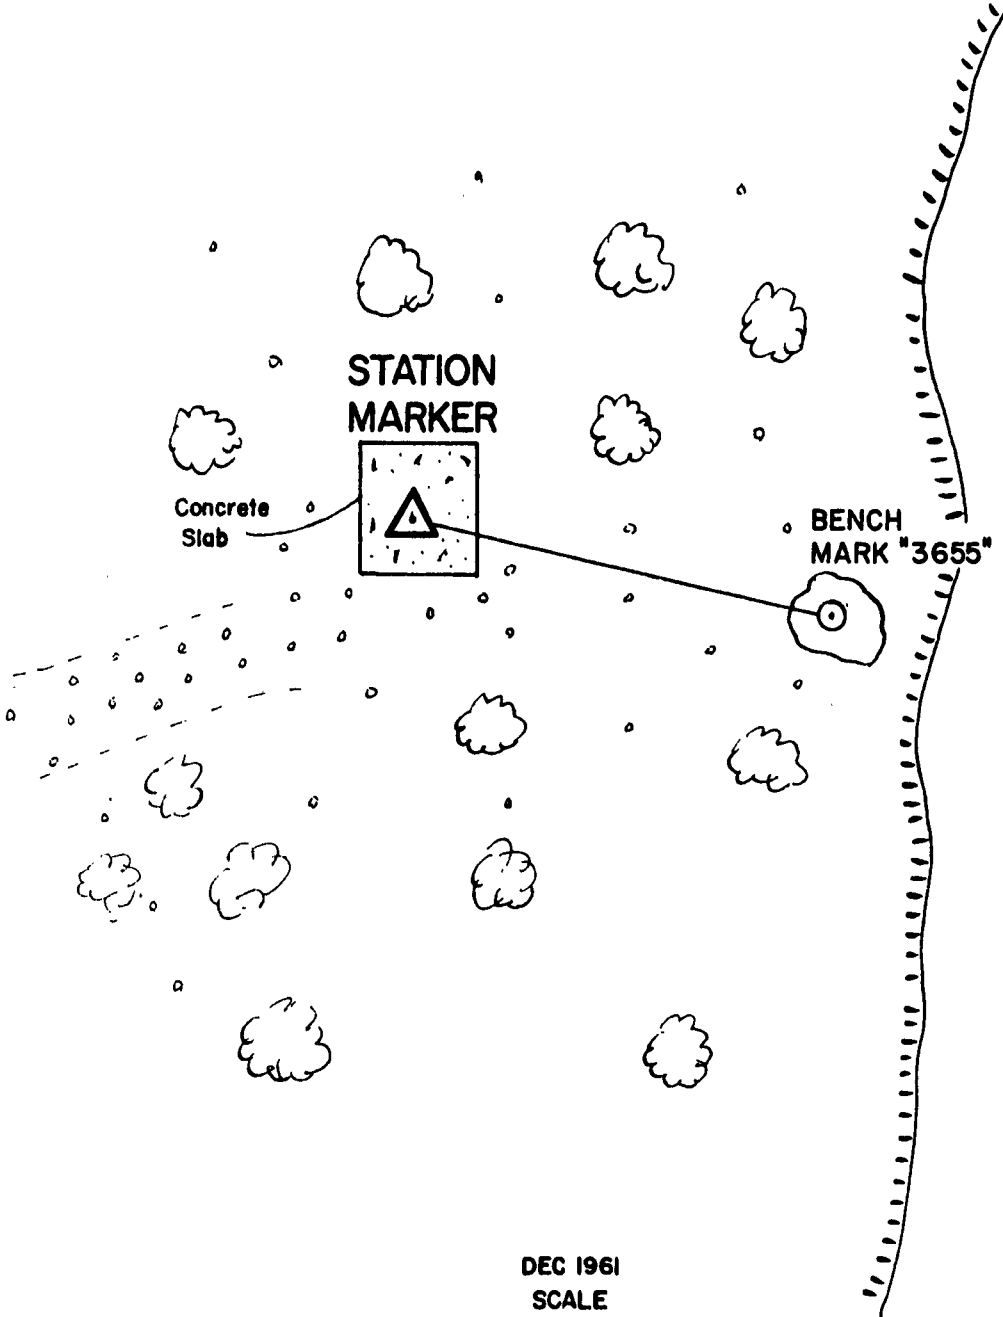 STATION
MARKER
Concrete
Slab
BENCH
MARK "3655"
DEC 1961
SCALE